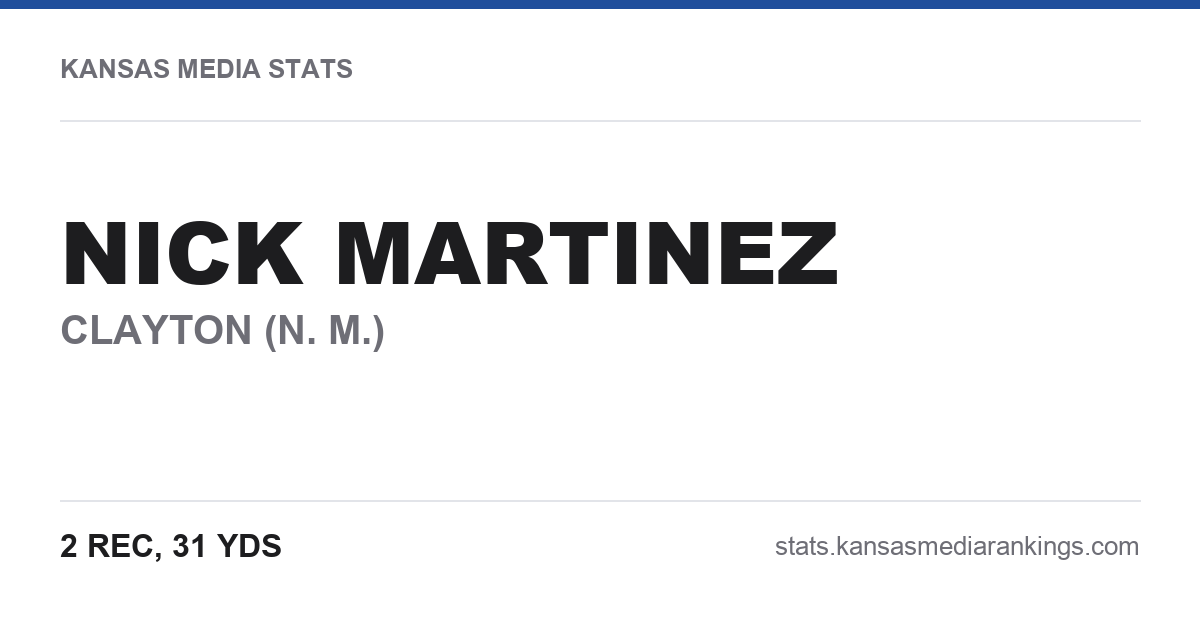 KANSAS MEDIA STATS
NICK MARTINEZ
CLAYTON (N. M.)
2 REC, 31 YDS
stats.kansasmediarankings.com